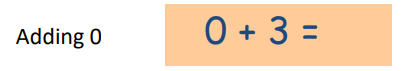 Adding 0
0 + 3 =